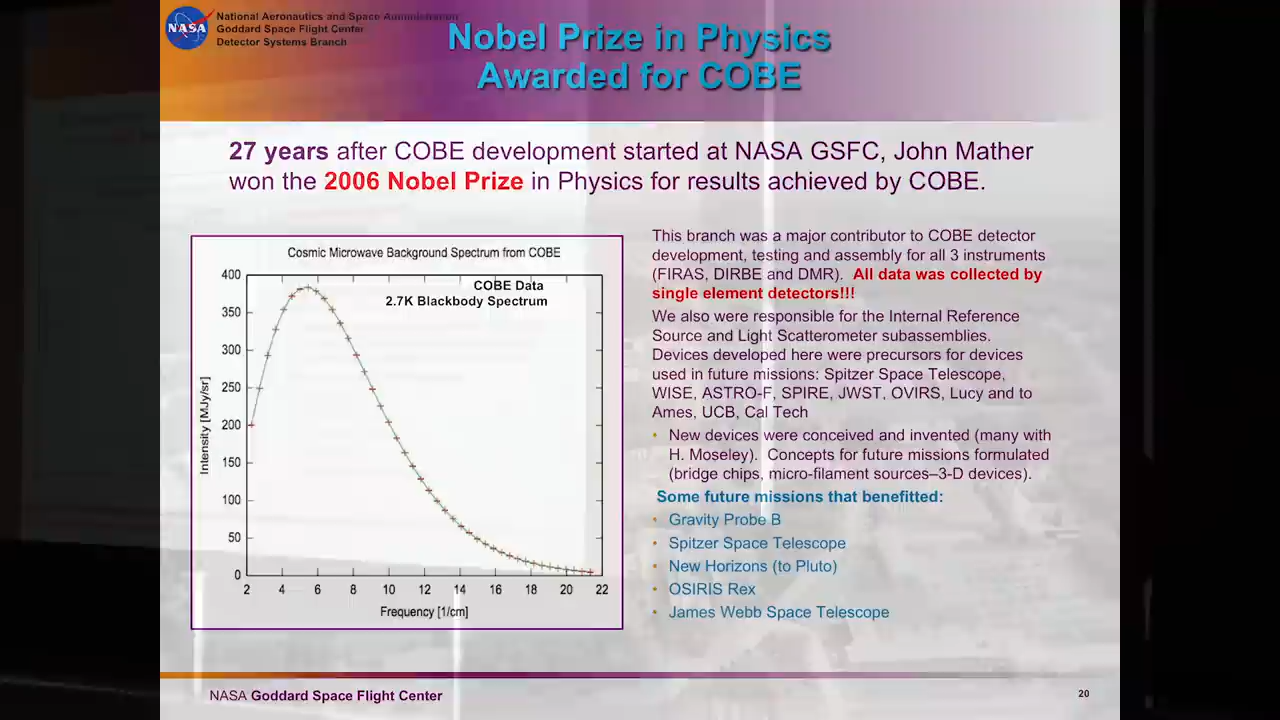 NASA
National Aeronautics and Space Administration
Goddard Space Flight Center
Detector Systems Branch
Nobel Prize in Physics
Awarded for COBE
27 years after COBE development started at NASA GSFC, John Mather
won the 2006 Nobel Prize in Physics for results achieved by COBE.
Cosmic Microwave Background Spectrum from COBE
COBE Data
2.7K Blackbody Spectrum
Intensity [MJy/sr]
400
350
300
250
200
150
100
50
0
2 4 6 8 10 12 14 16 18 20 22
Frequency [1/cm]
This branch was a major contributor to COBE detector
development, testing and assembly for all 3 instruments
(FIRAS, DIRBE and DMR). All data was collected by
single element detectors!!!
We also were responsible for the Internal Reference
Source and Light Scatterometer subassemblies.
Devices developed here were precursors for devices
used in future missions: Spitzer Space Telescope,
WISE, ASTRO-F, SPIRE, JWST, OVIRS, Lucy and to
Ames, UCB, Cal Tech
• New devices were conceived and invented (many with
H. Moseley). Concepts for future missions formulated
(bridge chips, micro-filament sources–3-D devices).
Some future missions that benefitted:
• Gravity Probe B
• Spitzer Space Telescope
• New Horizons (to Pluto)
• OSIRIS Rex
• James Webb Space Telescope
NASA Goddard Space Flight Center
20